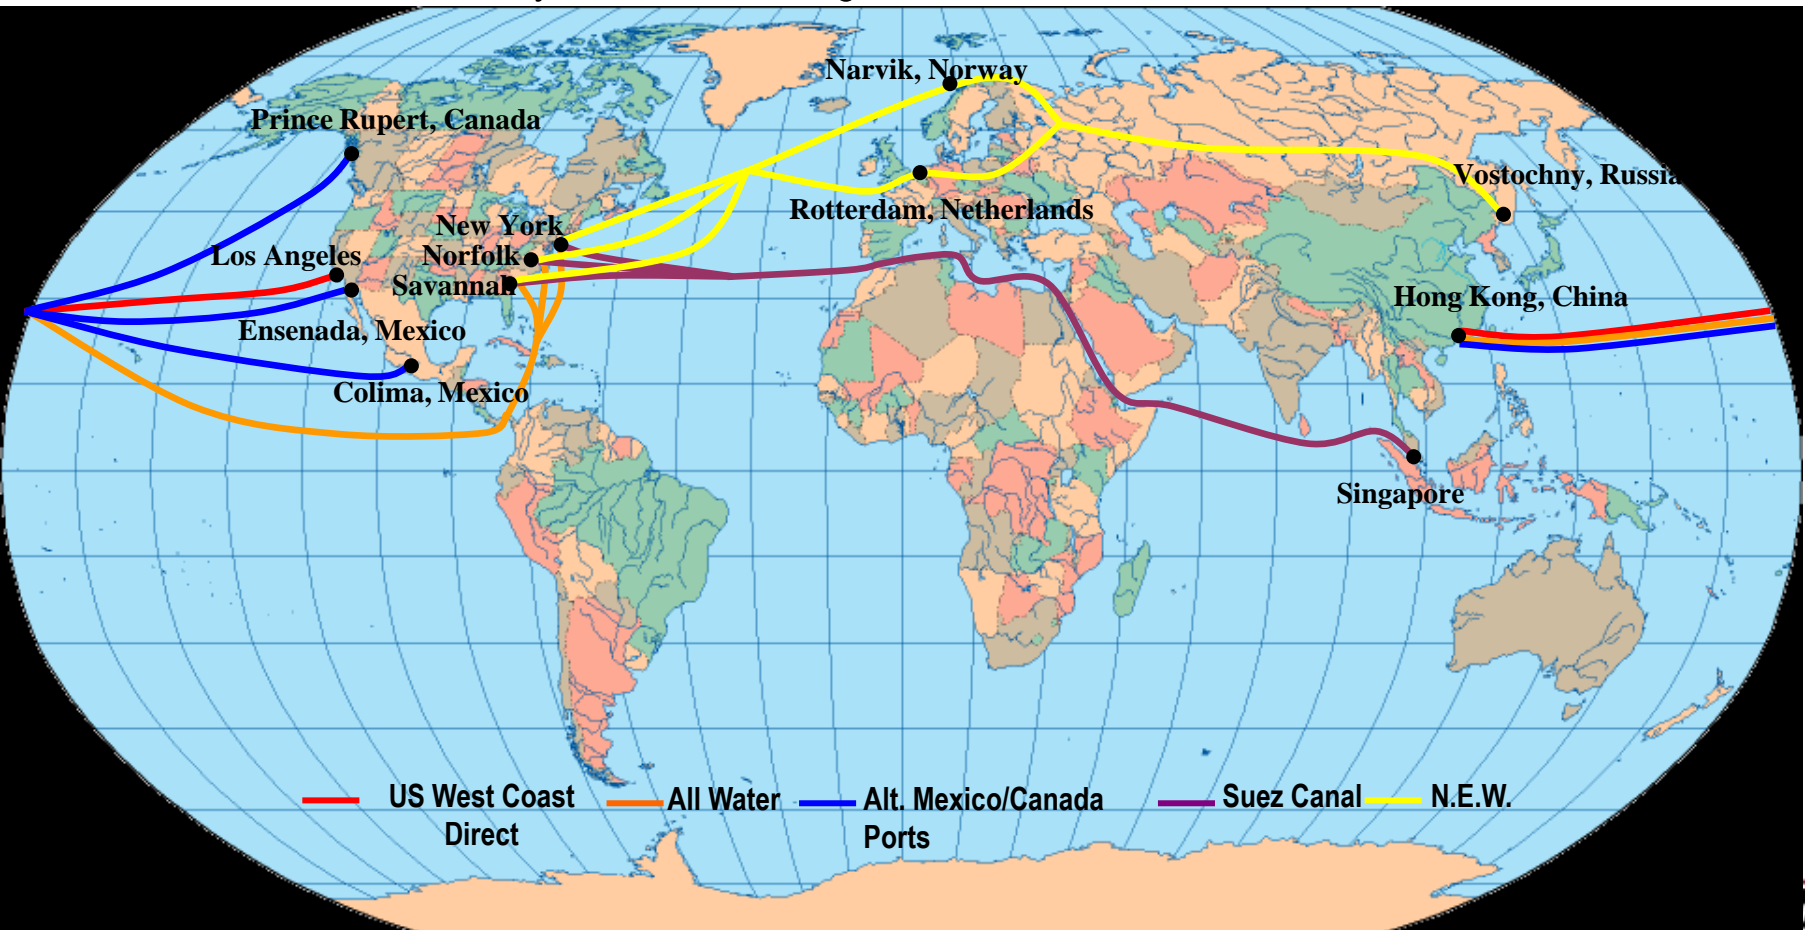 Narvik, Norway
Prince Rupert, Canada
Vostochny, Russia
Rotterdam, Netherlands
New York
Norfolk
Los Angeles
Savannah
Hong Kong, China
Ensenada, Mexico
Colima, Mexico
Singapore
US West Coast
Direct
All Water
Alt. Mexico/Canada
Ports
Suez Canal
N.E.W.